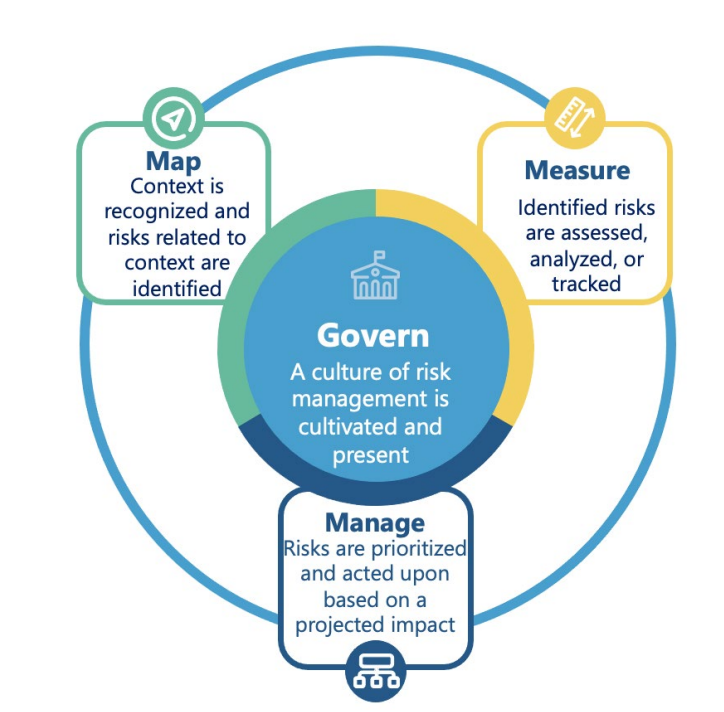 Map
Context is
recognized and
risks related to
context are
identified
Measure
Identified risks
are assessed,
analyzed, or
tracked
Govern
A culture of risk
management is
cultivated and
present
Manage
Risks are prioritized
and acted upon
based on a
projected impact